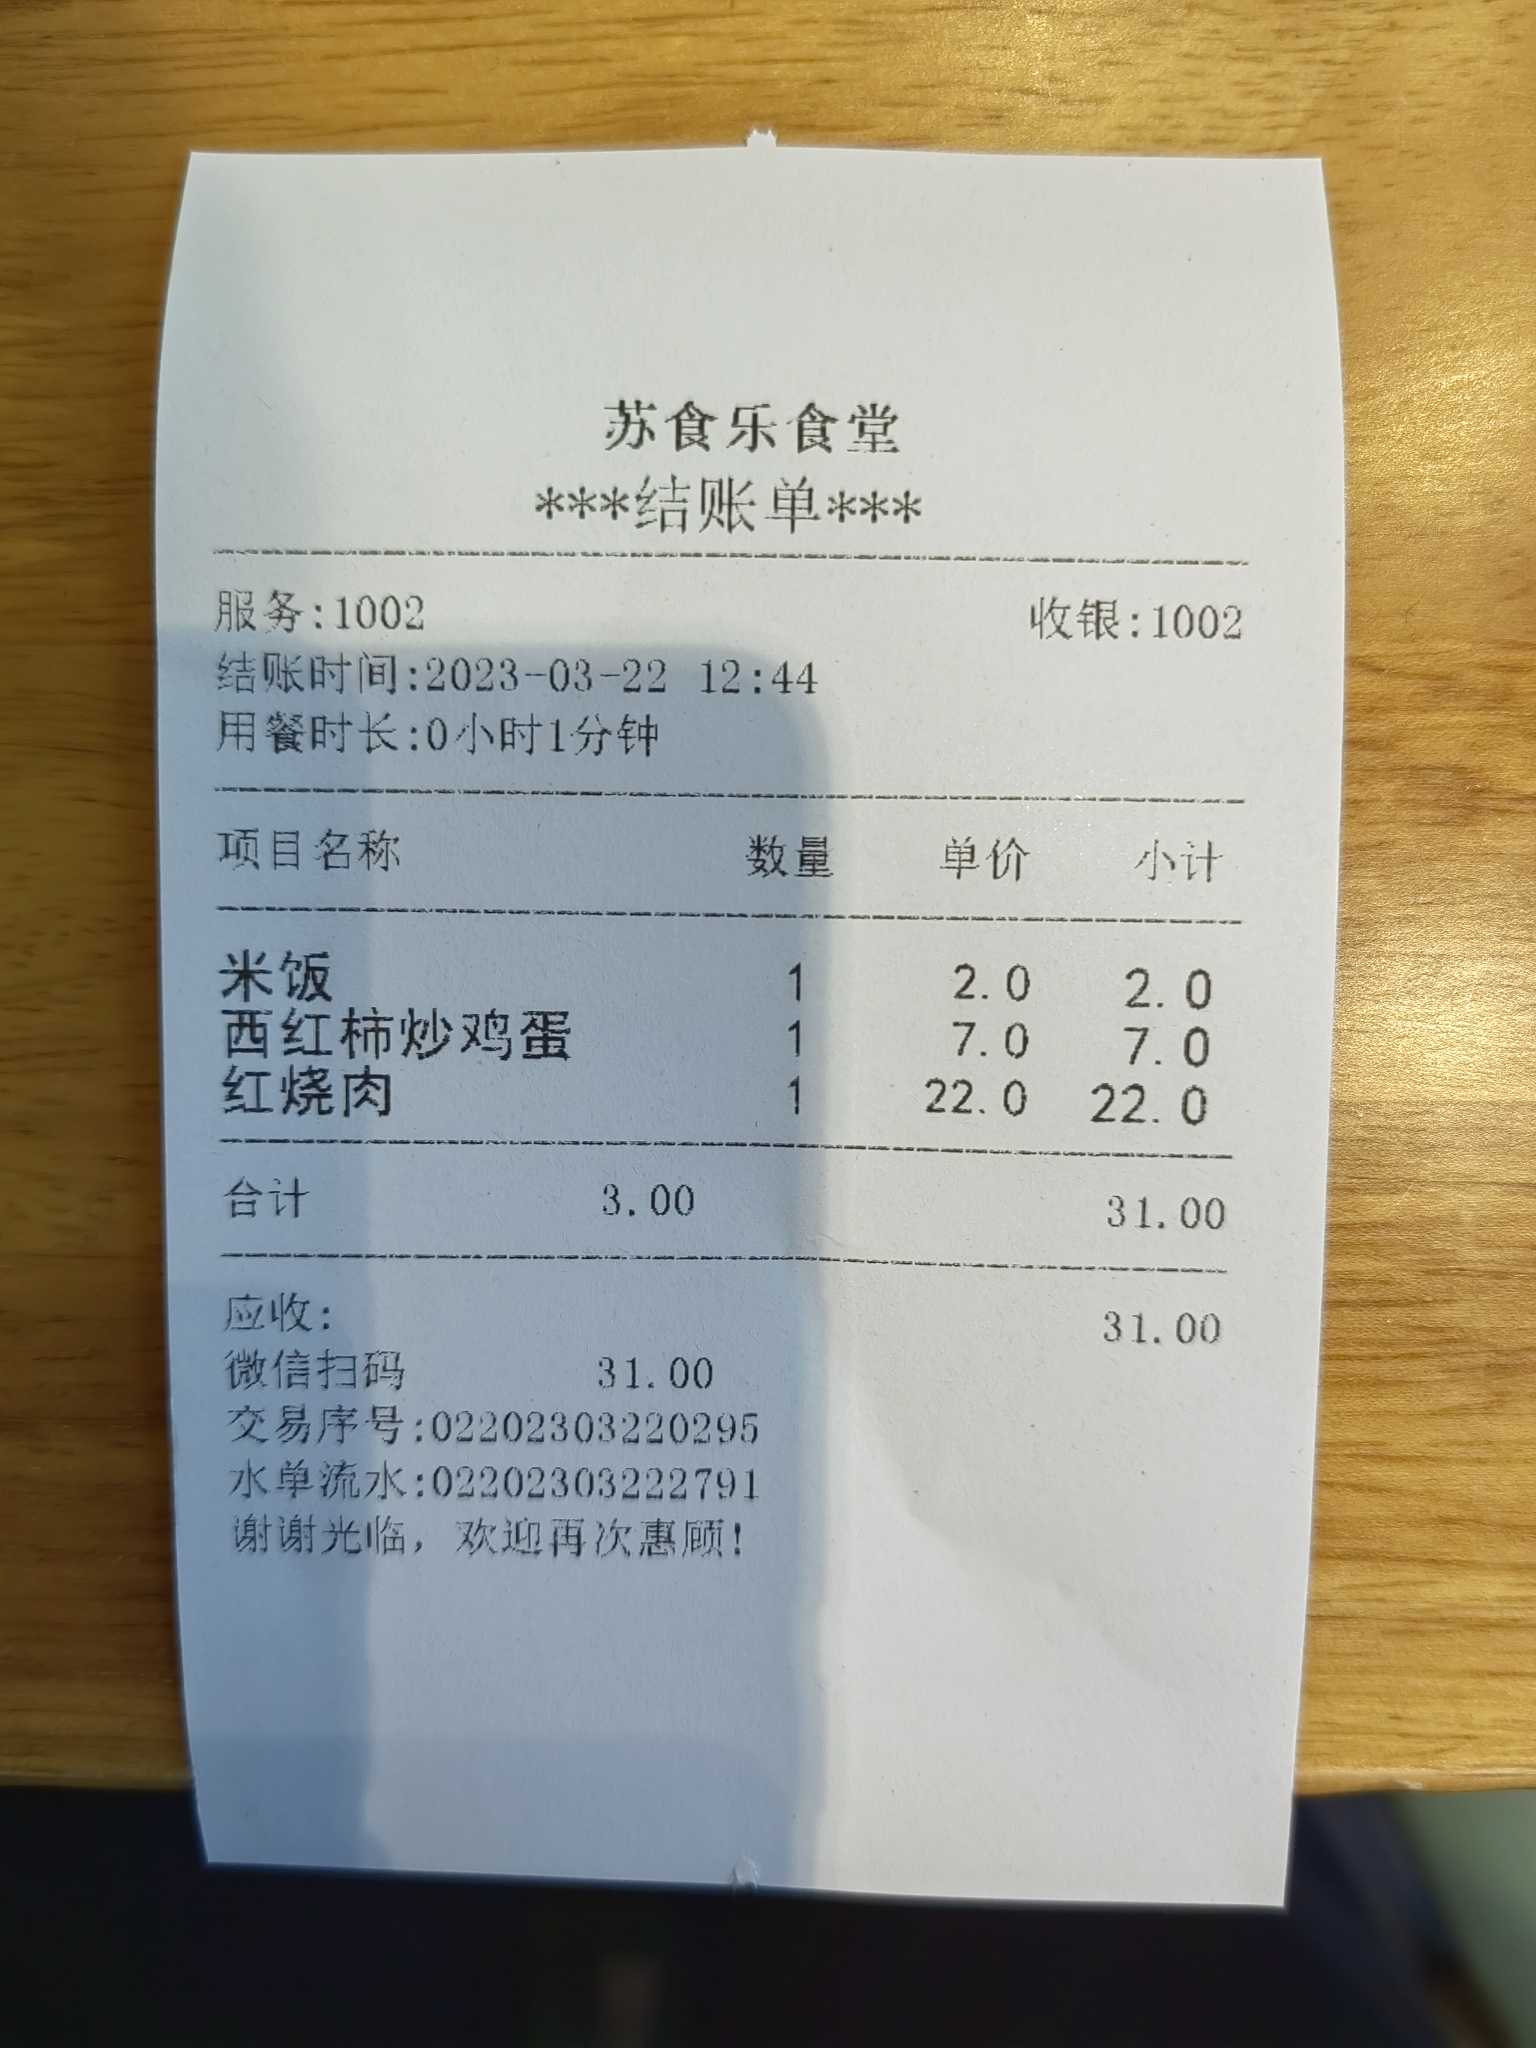 苏食乐食堂
***结账单***
服务:1002 收银:1002
结账时间:2023-03-22 12:44
用餐时长:0小时1分钟
项目名称 数量 单价 小计
米饭 1 2.0 2.0
西红柿炒鸡蛋 1 7.0 7.0
红烧肉 1 22.0 22.0
合计 3.00 31.00
应收: 31.00
微信扫码 31.00
交易序号:02202303220295
水单流水:02202303222791
谢谢光临，欢迎再次惠顾!